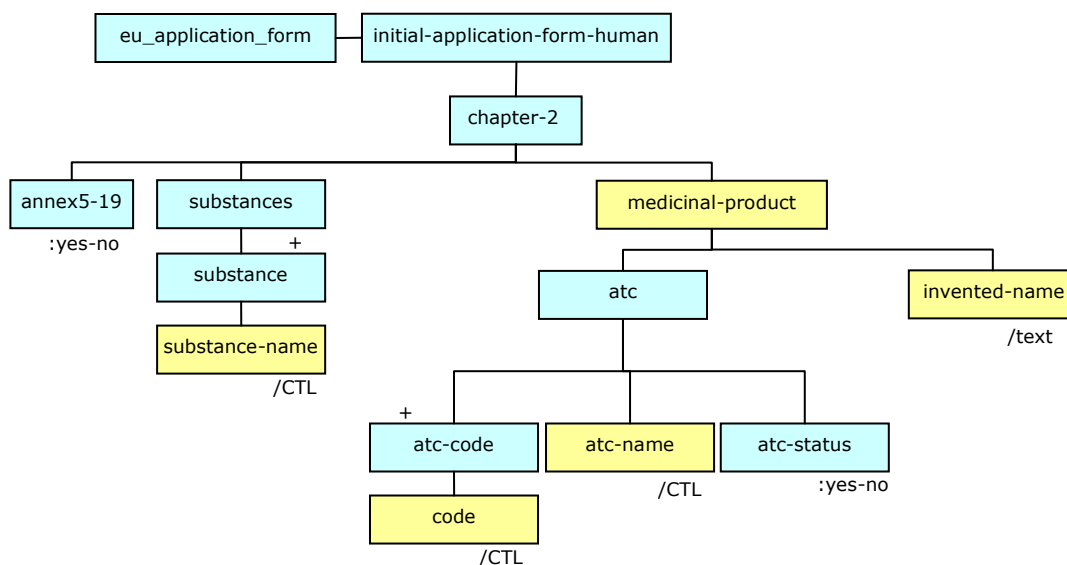 eu_application_form
initial-application-form-human
chapter-2
annex5-19
substances
medicinal-product
:yes-no
+
substance
atc
invented-name
substance-name
/text
/CTL
+
atc-code
atc-name
atc-status
/CTL
:yes-no
code
/CTL